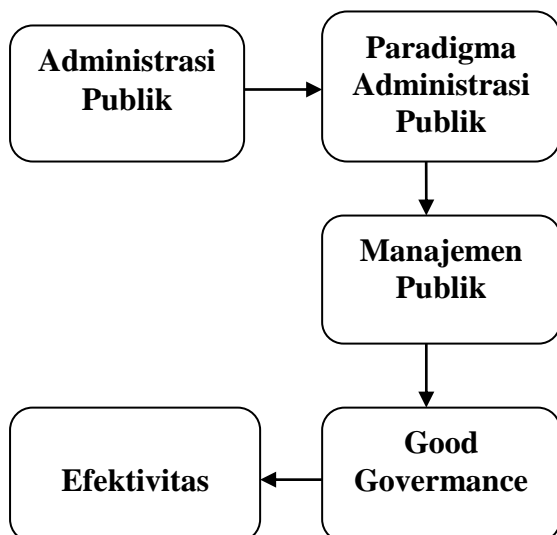 Administrasi
Publik
Paradigma
Administrasi
Publik
Manajemen
Publik
Good
Govermance
Efektivitas